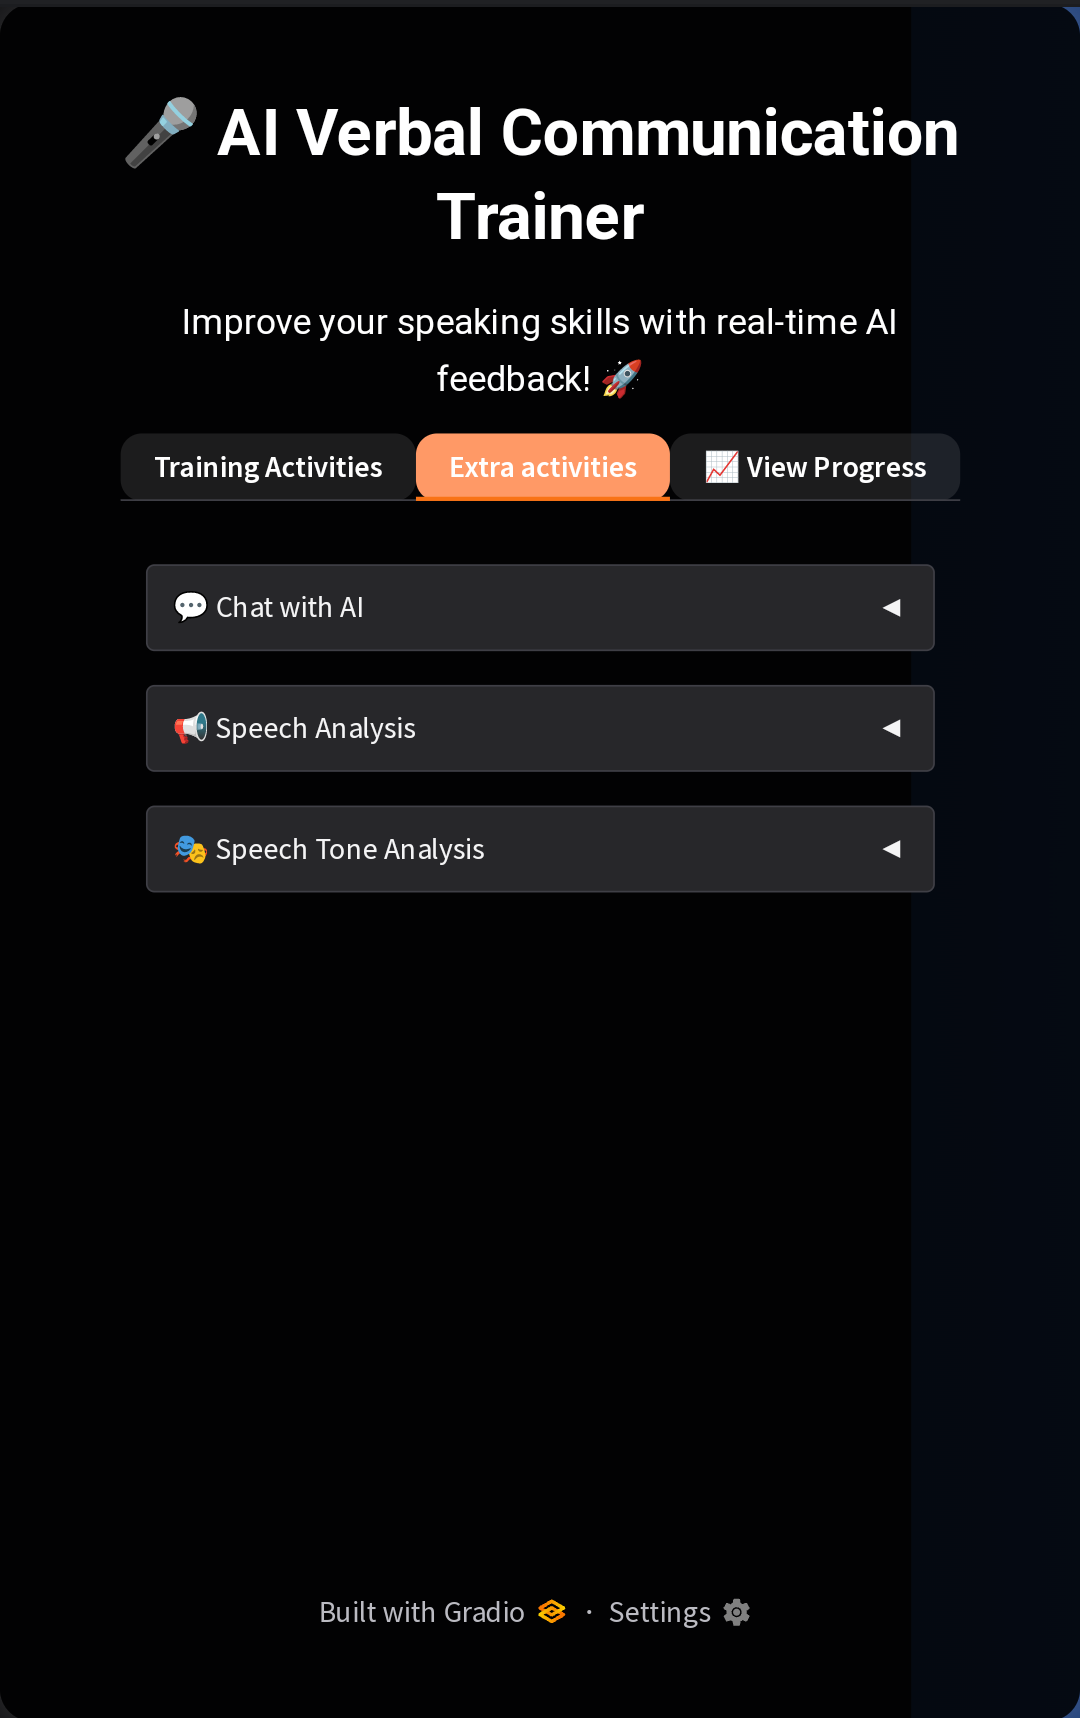 🎤 AI Verbal Communication
Trainer
Improve your speaking skills with real-time AI
feedback! 🚀
Training Activities Extra activities 📈 View Progress
💬 Chat with AI
📢 Speech Analysis
🎭 Speech Tone Analysis
Built with Gradio · Settings